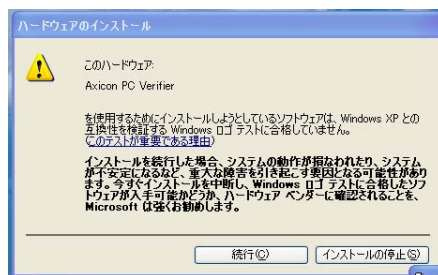 ハードウェアのインストール
このハードウェア:
Axicon PC Verifier
を使用するためにインストールしようとしているソフトウェアは、Windows XP との
互換性を検証する Windows ロゴ テストに合格していません。
(このテストが重要である理由)
インストールを続行した場合、システムの動作が損なわれたり、システム
が不安定になるなど、重大な障害を引き起こす要因となる可能性があり
ます。今すぐインストールを中断し、Windows ロゴ テストに合格したソフ
トウェアが入手可能かどうか、ハードウェア ベンダーに確認されることを、
Microsoft は強くお勧めします。
続行(C)
インストールの停止(S)